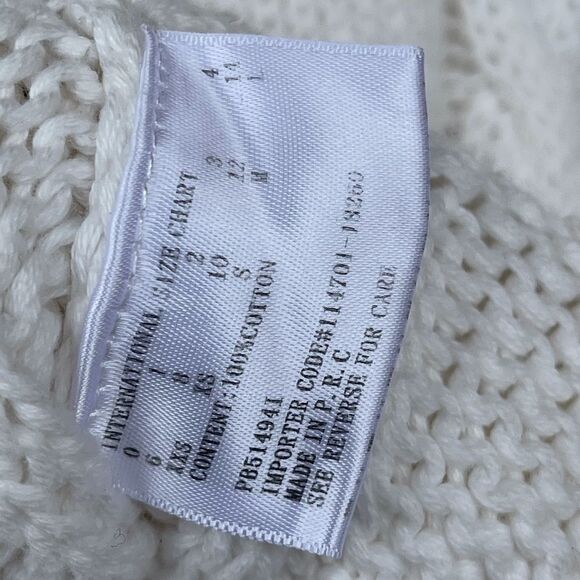 INTERNATIONAL SIZE CHART
0 1 2 3 4
6 8 10 12 14
XXS XS S M L
CONTENT:100%COTTON
PB514941
IMPORTER CODE#114701-13260
MADE IN P.R.C
SEE REVERSE FOR CARE